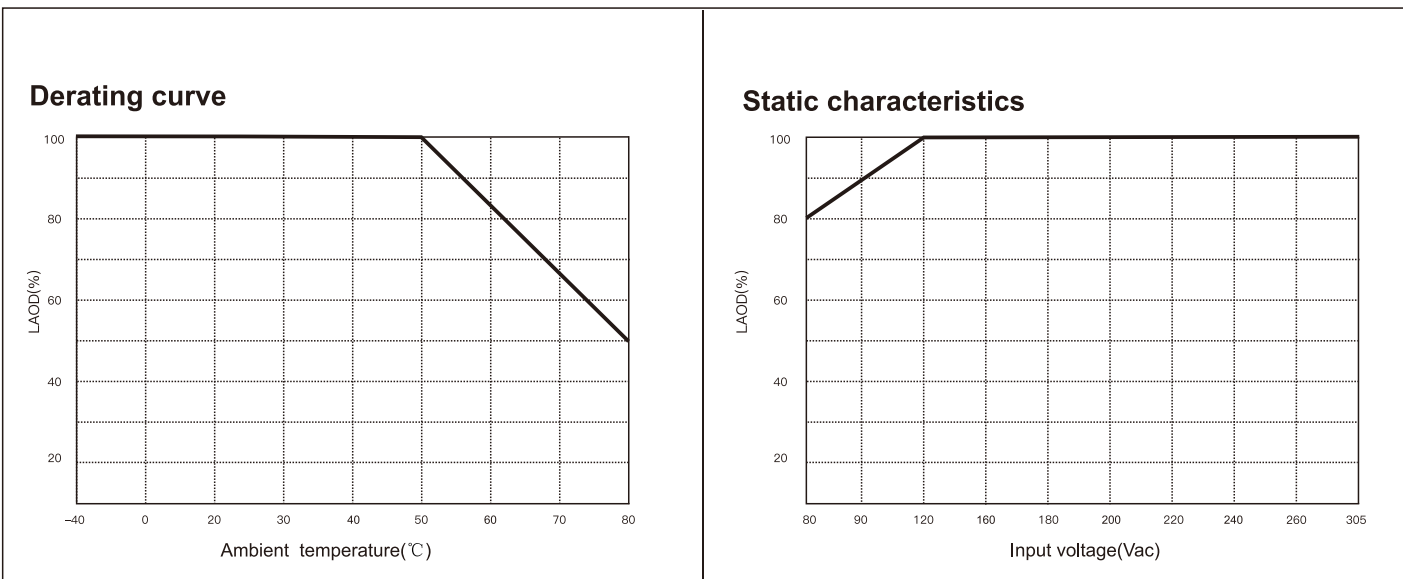 Derating curve
100
80
60
40
20
LAOD(%)
-40 0 20 30 40 50 60 70 80
Ambient temperature(℃)
Static characteristics
100
80
60
40
20
LAOD(%)
80 90 120 160 180 200 220 240 260 305
Input voltage(Vac)